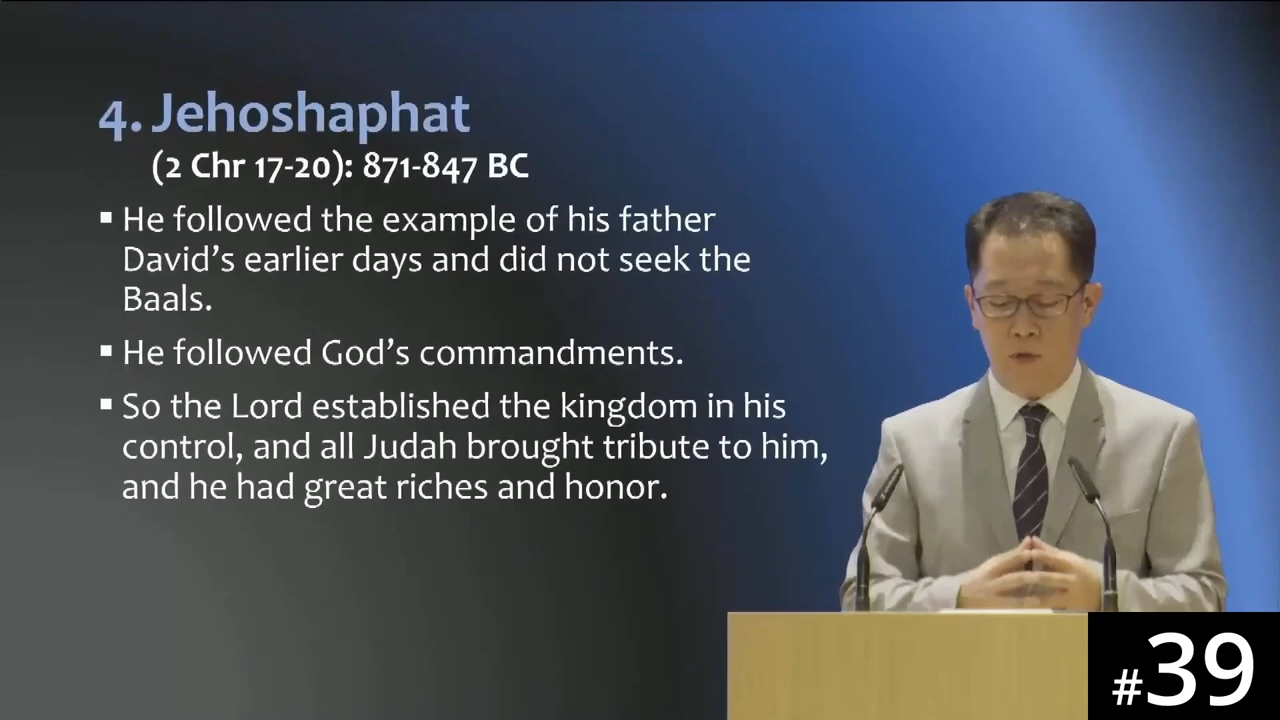 4. Jehoshaphat
(2 Chr 17-20): 871-847 BC
▪ He followed the example of his father
David's earlier days and did not seek the
Baals.
▪ He followed God's commandments.
▪ So the Lord established the kingdom in his
control, and all Judah brought tribute to him,
and he had great riches and honor.
#39